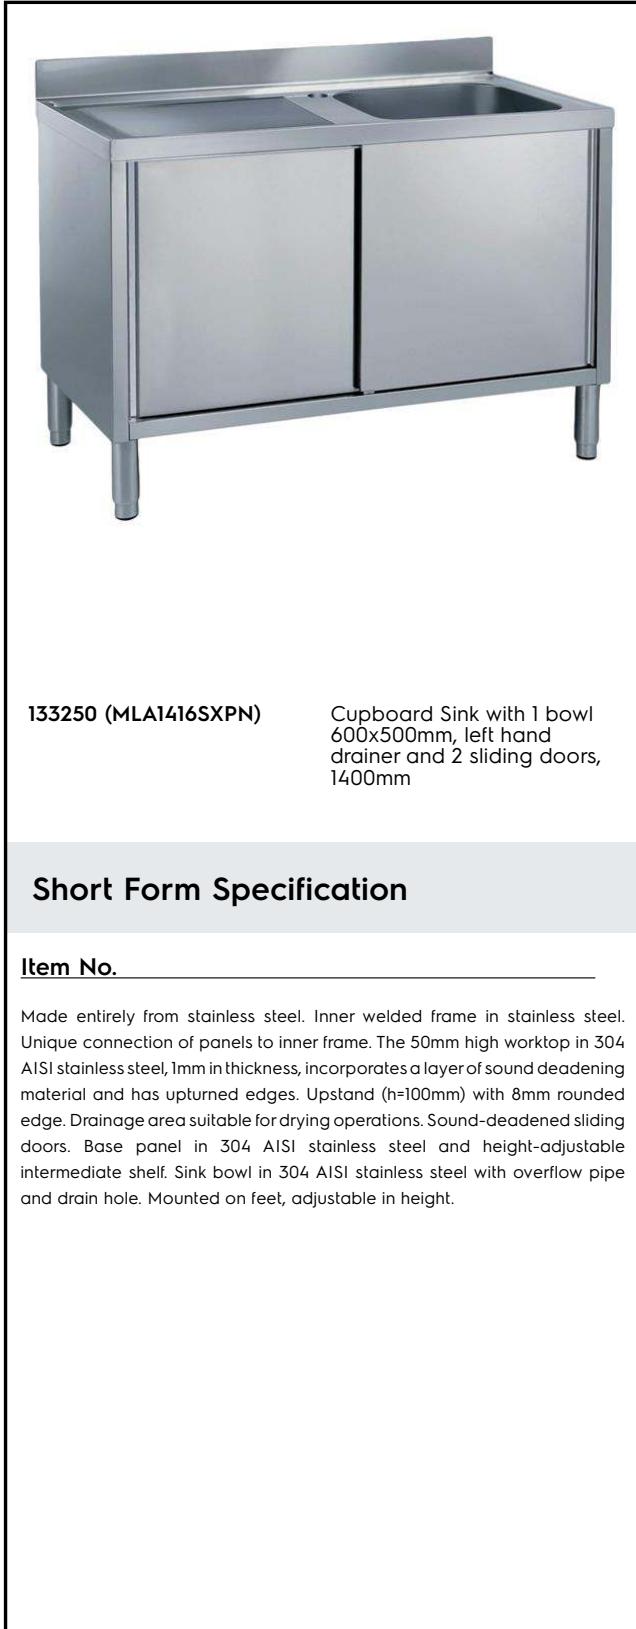 133250 (MLA1416SXPN)
Cupboard Sink with 1 bowl
600x500mm, left hand
drainer and 2 sliding doors,
1400mm
Short Form Specification
Item No.
Made entirely from stainless steel. Inner welded frame in stainless steel.
Unique connection of panels to inner frame. The 50mm high worktop in 304
AISI stainless steel, 1mm in thickness, incorporates a layer of sound deadening
material and has upturned edges. Upstand (h=100mm) with 8mm rounded
edge. Drainage area suitable for drying operations. Sound-deadened sliding
doors. Base panel in 304 AISI stainless steel and height-adjustable
intermediate shelf. Sink bowl in 304 AISI stainless steel with overflow pipe
and drain hole. Mounted on feet, adjustable in height.